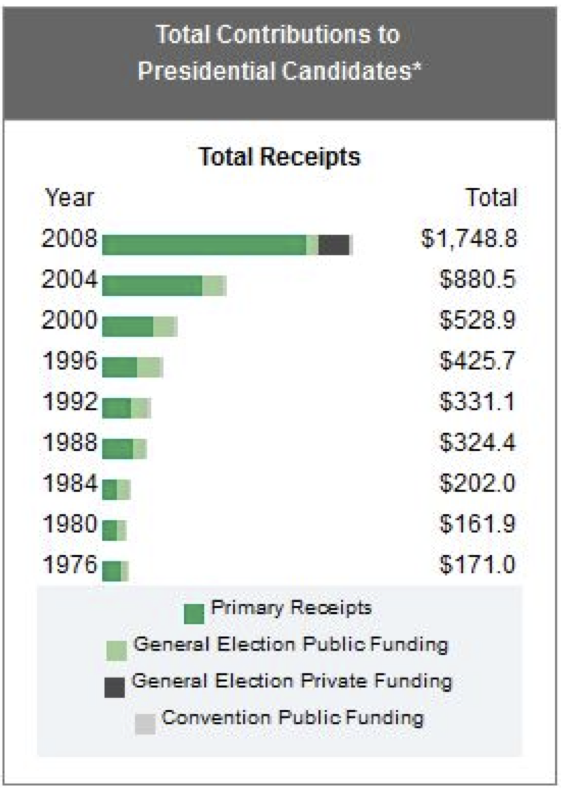 Total Contributions to
Presidential Candidates*
Total Receipts
Year Total
2008 $1,748.8
2004 $880.5
2000 $528.9
1996 $425.7
1992 $331.1
1988 $324.4
1984 $202.0
1980 $161.9
1976 $171.0
Primary Receipts
General Election Public Funding
General Election Private Funding
Convention Public Funding